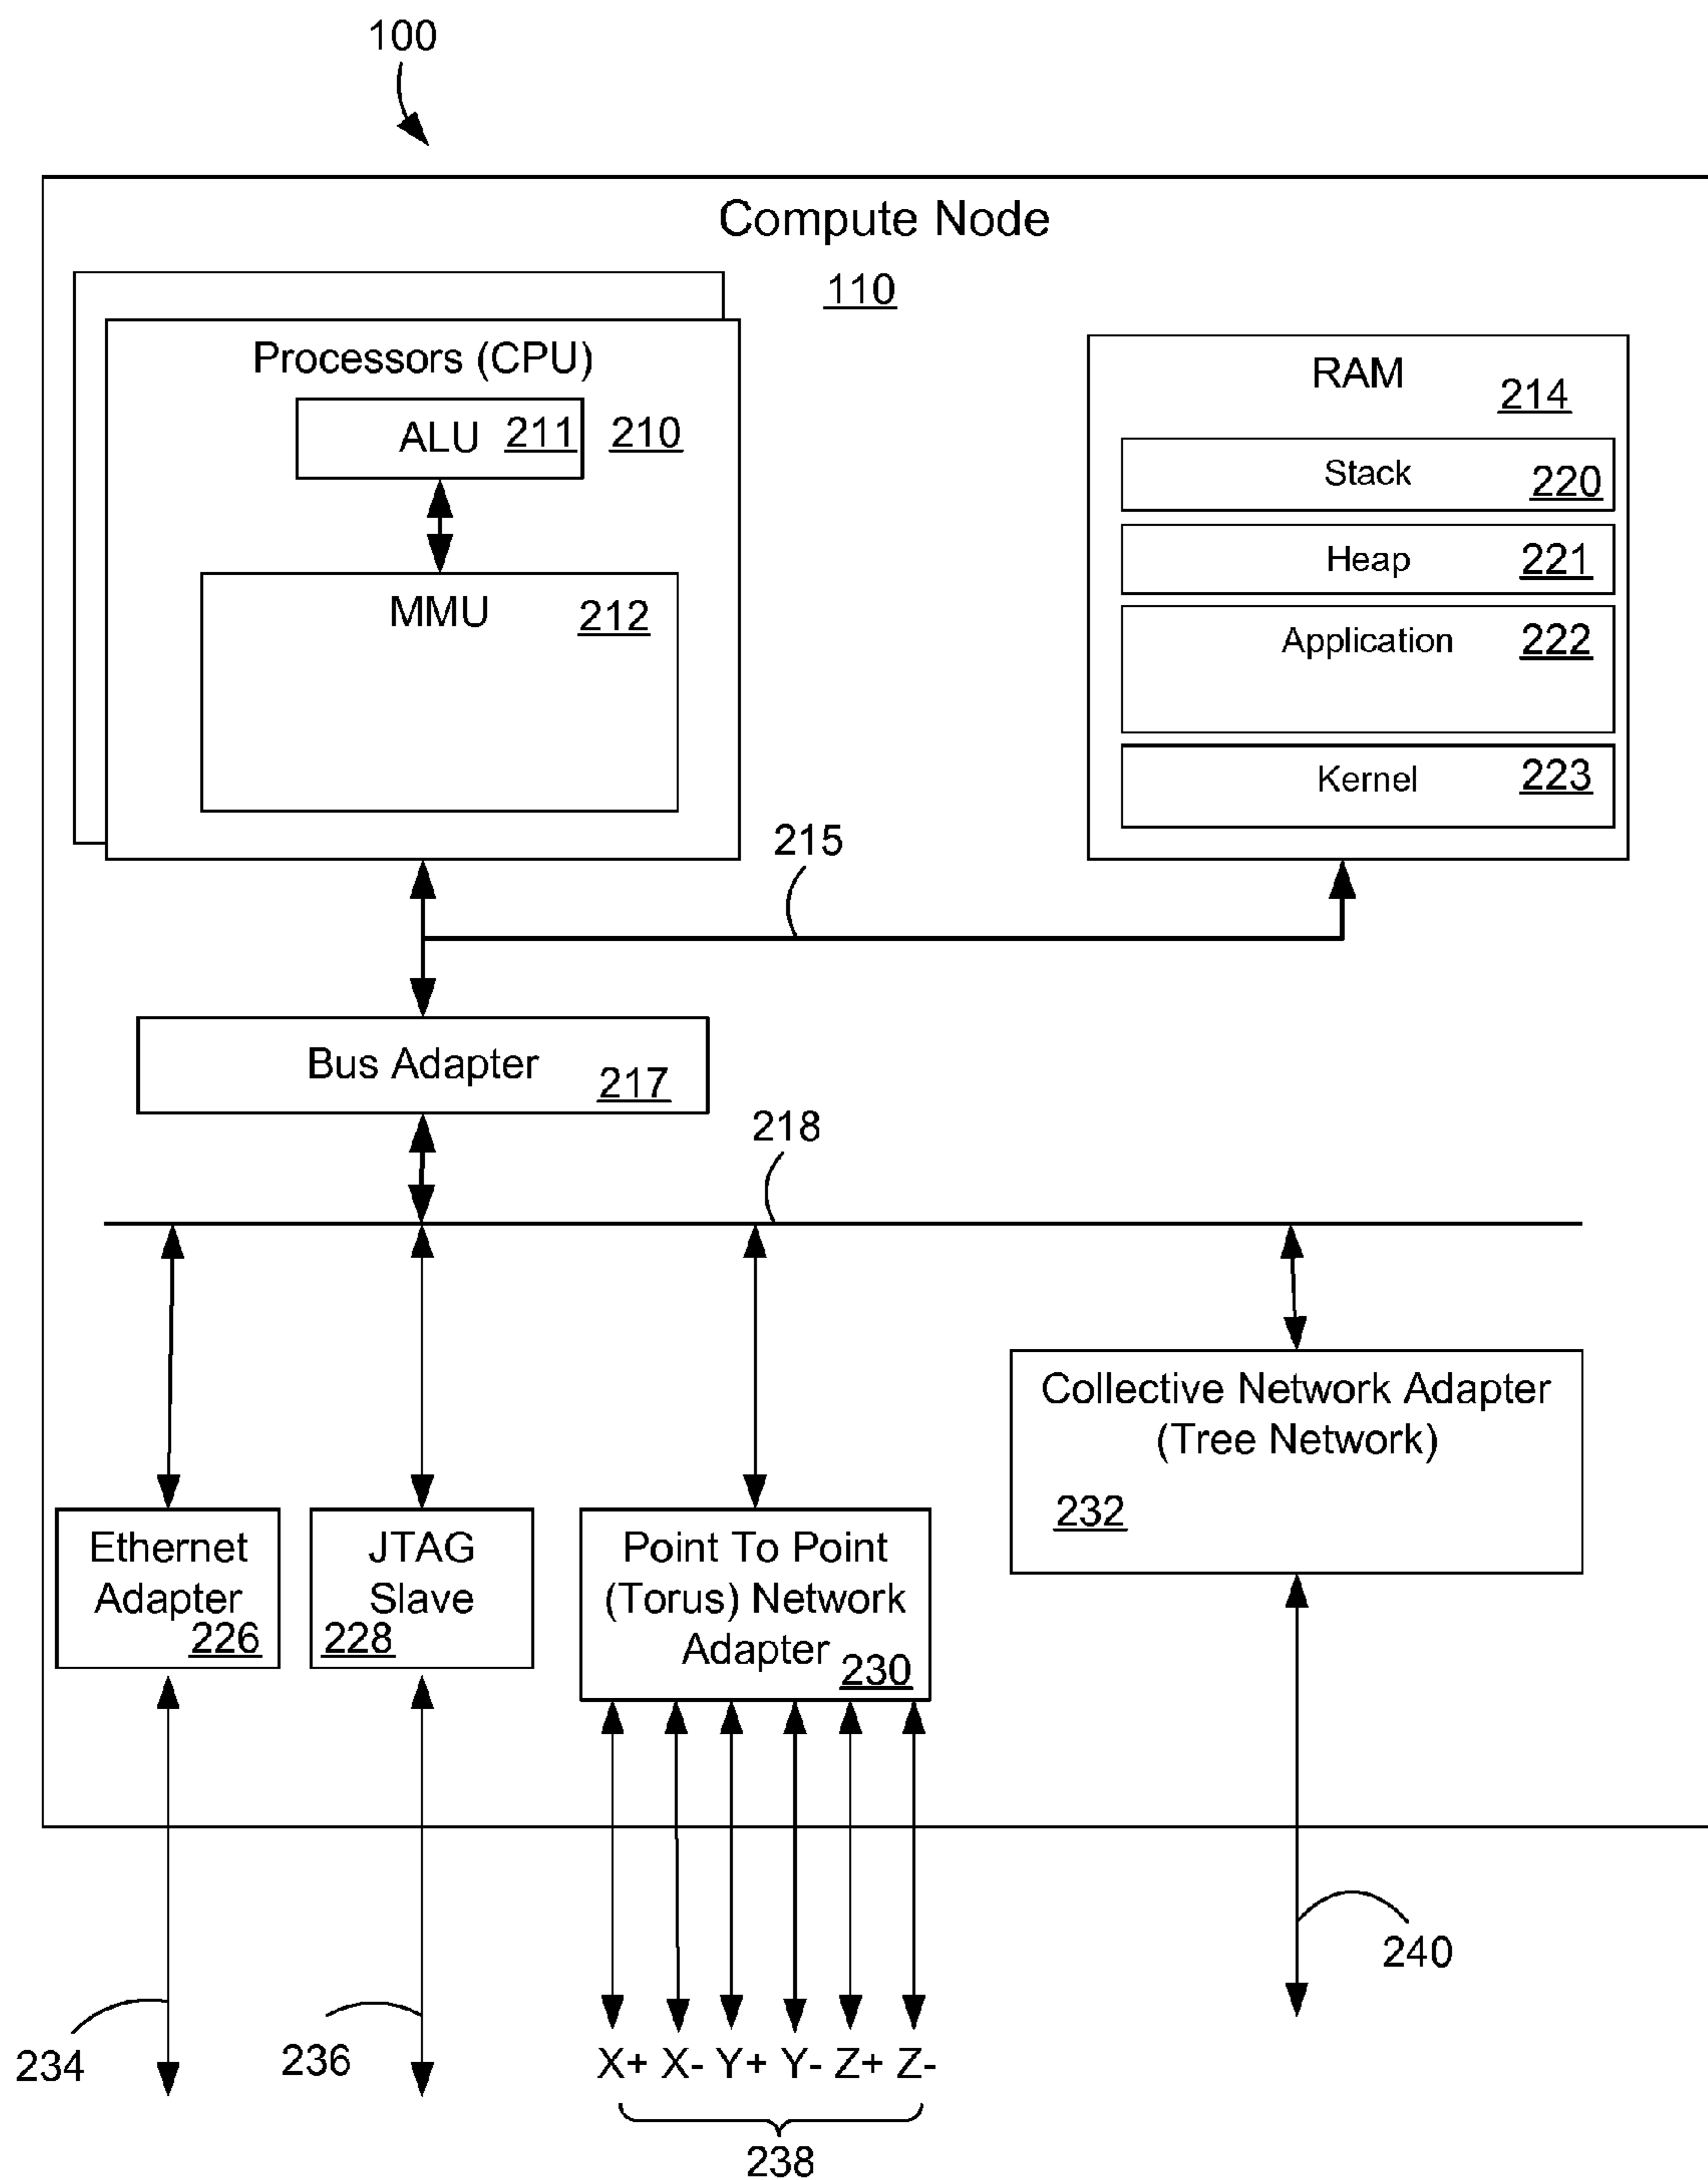 100
Compute Node
110
Processors (CPU)
ALU 211 210
MMU 212
RAM
214
Stack 220
Heap 221
Application 222
Kernel 223
215
Bus Adapter 217
218
Collective Network Adapter
(Tree Network)
232
Ethernet
Adapter
226
JTAG
Slave
228
Point To Point
(Torus) Network
Adapter 230
234
236
X+ X- Y+ Y- Z+ Z-
238
240